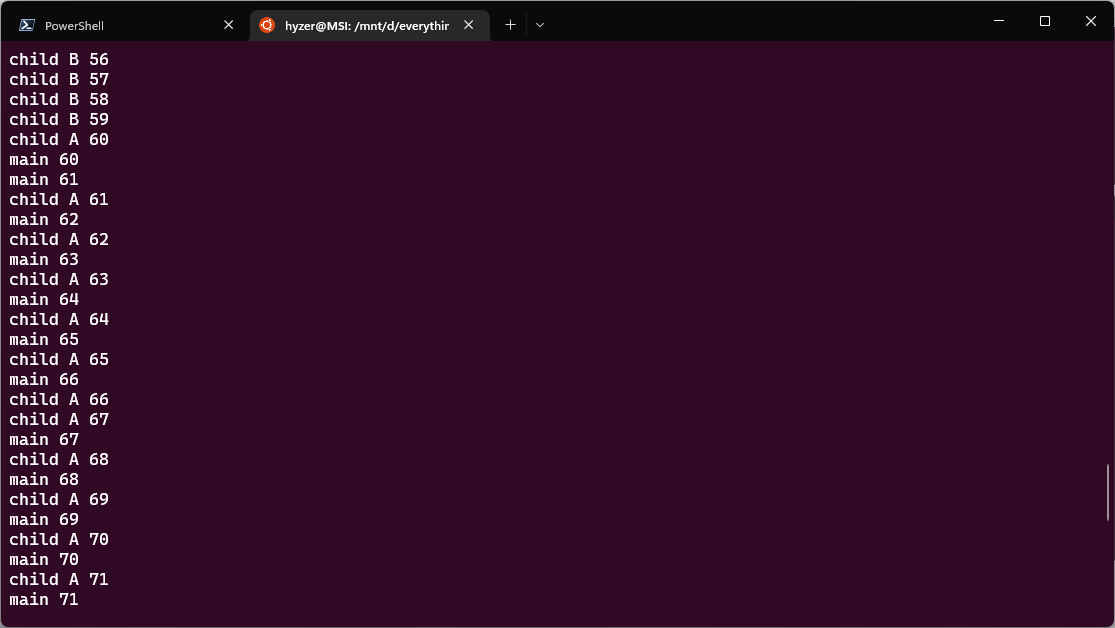 PowerShell
hyzer@MSI: /mnt/d/everythir
child B 56
child B 57
child B 58
child B 59
child A 60
main 60
main 61
child A 61
main 62
child A 62
main 63
child A 63
main 64
child A 64
main 65
child A 65
main 66
child A 66
child A 67
main 67
child A 68
main 68
child A 69
main 69
child A 70
main 70
child A 71
main 71